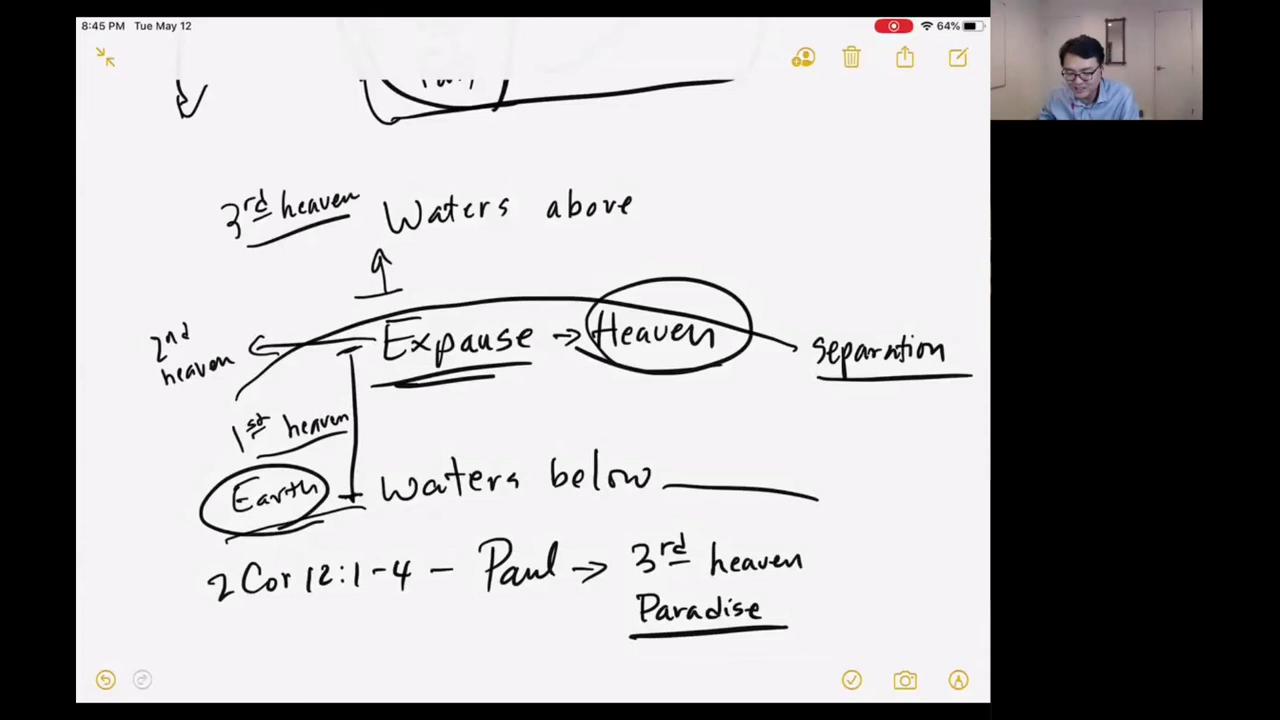 8:45 PM Tue May 12
64%
3rd heaven Waters above
2nd heaven
Expanse → Heaven
separation
1st heaven
Earth waters below
2 Cor 12:1-4 - Paul → 3rd heaven
Paradise